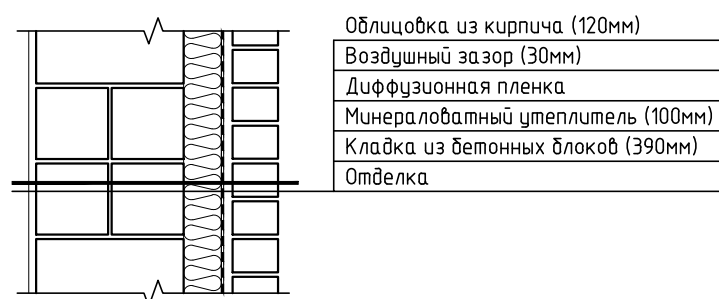 Облицовка из кирпича (120мм)
Воздушный зазор (30мм)
Диффузионная пленка
Минераловатный утеплитель (100мм)
Кладка из бетонных блоков (390мм)
Отделка